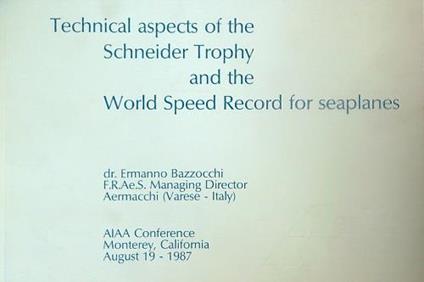 Technical aspects of the
Schneider Trophy
and the
World Speed Record for seaplanes
dr. Ermanno Bazzocchi
F.R.Ae.S. Managing Director
Aermacchi (Varese - Italy)
AIAA Conference
Monterey, California
August 19 - 1987